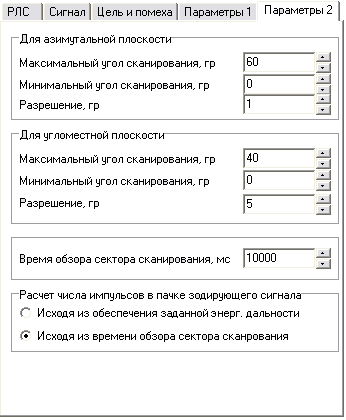 РЛС Сигнал Цель и помеха Параметры 1 Параметры 2
Для азимутальной плоскости
Максимальный угол сканирования, гр 60
Минимальный угол сканирования, гр 0
Разрешение, гр 1
Для угломестной плоскости
Максимальный угол сканирования, гр 40
Минимальный угол сканирования, гр 0
Разрешение, гр 5
Время обзора сектора сканирования, мс 10000
Расчет числа импульсов в пачке зодирующего сигнала
Исходя из обеспечения заданной энерг. дальности
Исходя из времени обзора сектора сканрования